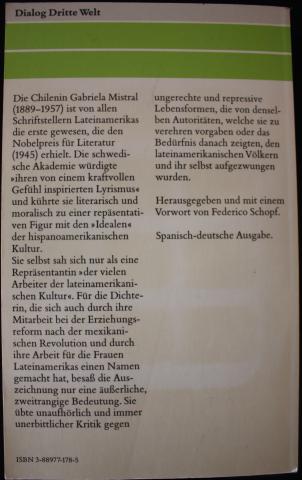 Dialog Dritte Welt
Die Chilenin Gabriela Mistral
(1889–1957) ist von allen
Schriftstellern Lateinamerikas
die erste gewesen, die den
Nobelpreis für Literatur
(1945) erhielt. Die schwedi-
sche Akademie würdigte
»ihren von einem kraftvollen
Gefühl inspirierten Lyrismus«
und kührte sie literarisch und
moralisch zu einer repäsentati-
ven Figur mit den »Idealen«
der hispanoamerikanischen
Kultur.
Sie selbst sah sich nur als eine
Repräsentantin »der vielen
Arbeiter der lateinamerikani-
schen Kultur«. Für die Dichte-
rin, die sich auch durch ihre
Mitarbeit bei der Erziehungs-
reform nach der mexikani-
schen Revolution und durch
ihre Arbeit für die Frauen
Lateinamerikas einen Namen
gemacht hat, besaß die Aus-
zeichnung nur eine äußerliche,
zweitrangige Bedeutung. Sie
übte unaufhörlich und immer
unerbittlicher Kritik gegen
ungerechte und repressive
Lebensformen, die von densel-
ben Autoritäten, welche sie zu
verehren vorgaben oder das
Bedürfnis danach zeigten, den
lateinamerikanischen Völkern
und ihr selbst aufgezwungen
wurden.
Herausgegeben und mit einem
Vorwort von Federico Schopf.
Spanisch-deutsche Ausgabe.
ISBN 3-88977-178-5